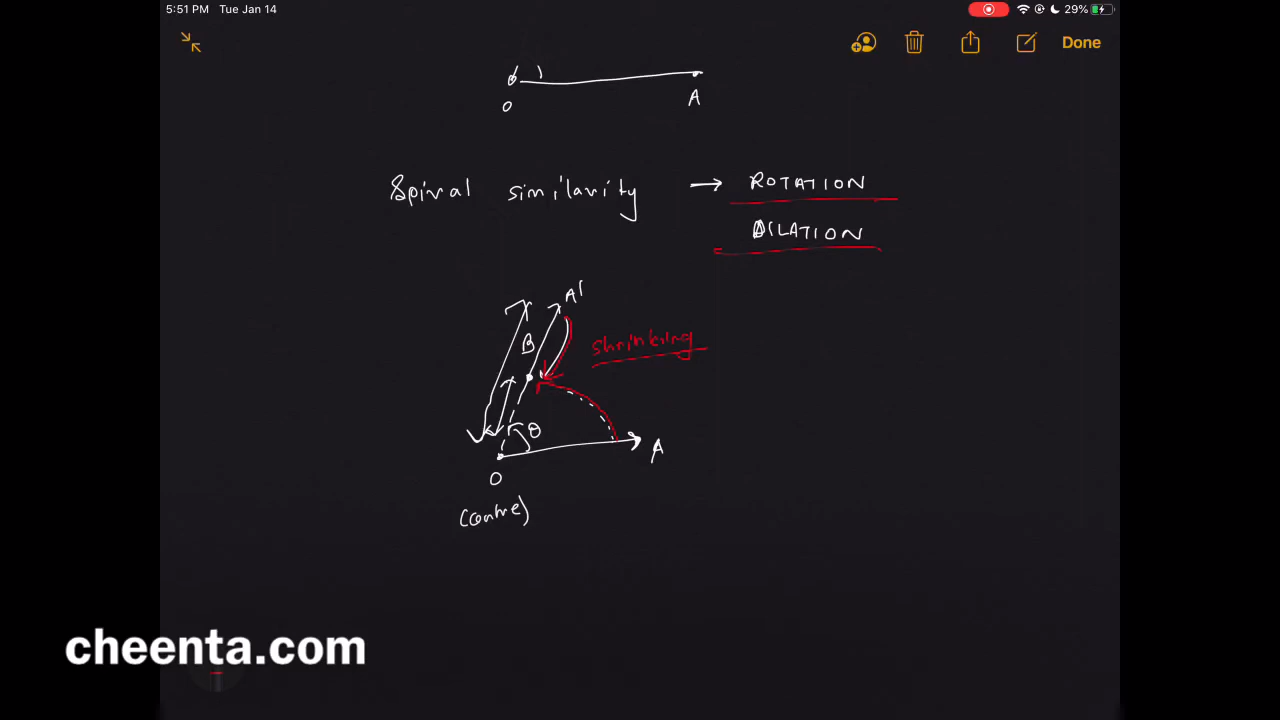 5:51 PM Tue Jan 14
29%
Done
O
A
Spiral similarity → ROTATION
DILATION
A'
B
shrinking
θ
A
O
(centre)
cheenta.com